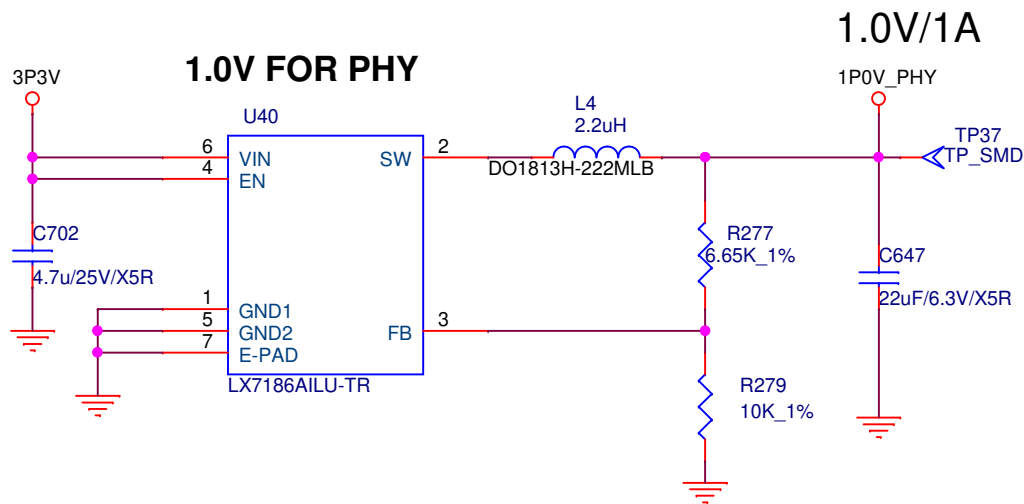 1.0V/1A
1.0V FOR PHY
3P3V
1P0V_PHY
U40
L4
2.2uH
DO1813H-222MLB
TP37
TP_SMD
6
VIN
4
EN
SW
2
C702
4.7u/25V/X5R
R277
6.65K_1%
C647
22uF/6.3V/X5R
1
GND1
5
GND2
7
E-PAD
FB
3
LX7186AILU-TR
R279
10K_1%